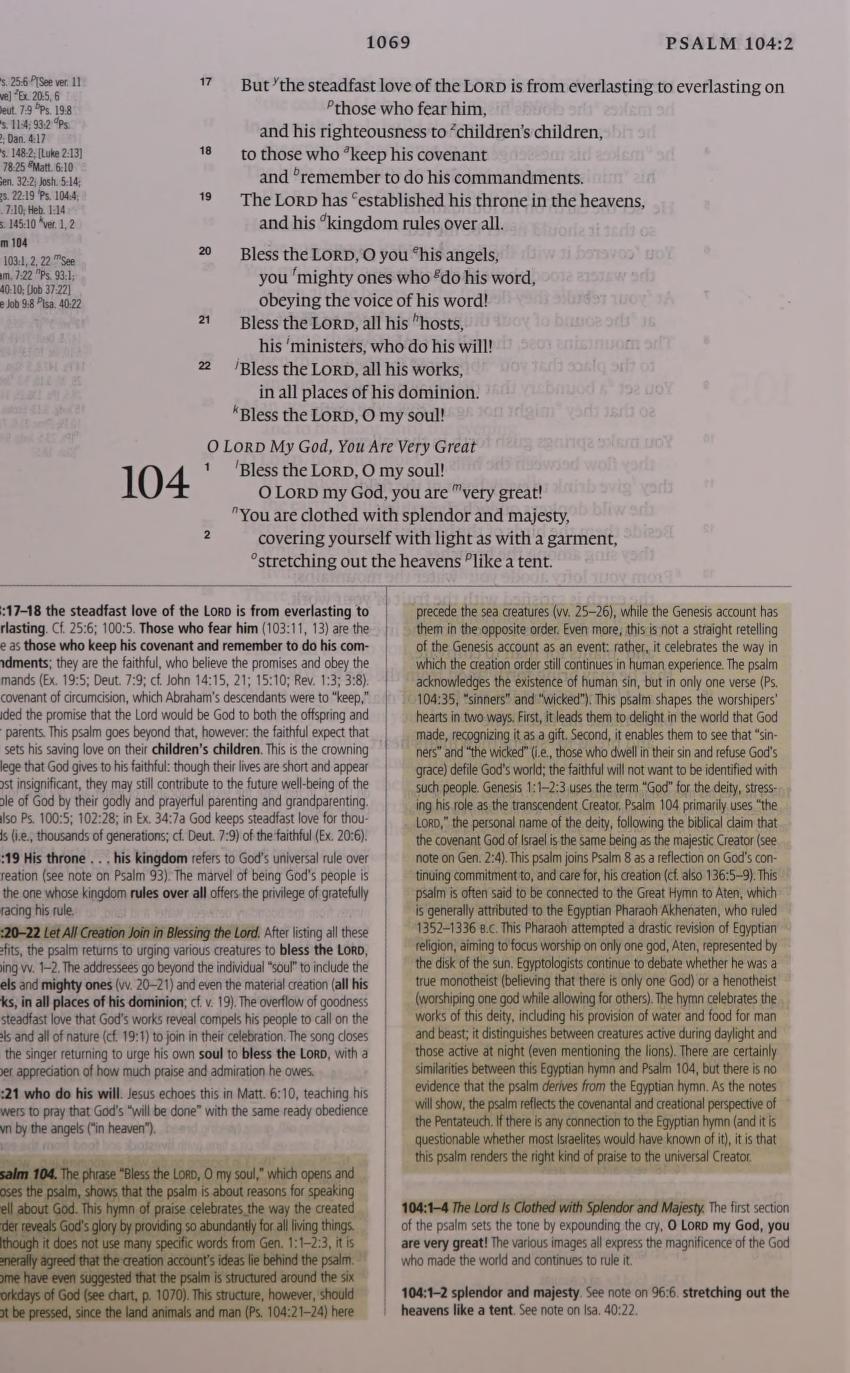 1069
PSALM 104:2
s. 25:6 p[See ver. 11
ve] z Ex. 20:5, 6
Deut. 7:9 b Ps. 19:8
s. 11:4; 93:2 d Ps.
; Dan. 4:17
s. 148:2; [Luke 2:13]
78:25 g Matt. 6:10
Gen. 32:2; Josh. 5:14;
gs. 22:19 i Ps. 104:4;
. 7:10; Heb. 1:14
s. 145:10 k ver. 1, 2
m 104
103:1, 2, 22 m See
am. 7:22 n Ps. 93:1;
40:10; [Job 37:22]
e Job 9:8 p Isa. 40:22
17 But y the steadfast love of the LORD is from everlasting to everlasting on
p those who fear him,
and his righteousness to z children's children,
18 to those who a keep his covenant
and b remember to do his commandments.
19 The LORD has c established his throne in the heavens,
and his d kingdom rules over all.
20 Bless the LORD, O you e his angels,
you f mighty ones who g do his word,
obeying the voice of his word!
21 Bless the LORD, all his h hosts,
his i ministers, who do his will!
22 j Bless the LORD, all his works,
in all places of his dominion.
k Bless the LORD, O my soul!
O LORD My God, You Are Very Great
104 1 l Bless the LORD, O my soul!
O LORD my God, you are m very great!
n You are clothed with splendor and majesty,
2 covering yourself with light as with a garment,
o stretching out the heavens p like a tent.
:17–18 the steadfast love of the LORD is from everlasting to
rlasting. Cf. 25:6; 100:5. Those who fear him (103:11, 13) are the
e as those who keep his covenant and remember to do his com-
ndments; they are the faithful, who believe the promises and obey the
mands (Ex. 19:5; Deut. 7:9; cf. John 14:15, 21; 15:10; Rev. 1:3; 3:8).
covenant of circumcision, which Abraham's descendants were to "keep,"
uded the promise that the Lord would be God to both the offspring and
parents. This psalm goes beyond that, however: the faithful expect that
sets his saving love on their children's children. This is the crowning
lege that God gives to his faithful: though their lives are short and appear
ost insignificant, they may still contribute to the future well-being of the
ple of God by their godly and prayerful parenting and grandparenting.
also Ps. 100:5; 102:28; in Ex. 34:7a God keeps steadfast love for thou-
ds (i.e., thousands of generations; cf. Deut. 7:9) of the faithful (Ex. 20:6).
:19 His throne . . . his kingdom refers to God's universal rule over
reation (see note on Psalm 93). The marvel of being God's people is
the one whose kingdom rules over all offers the privilege of gratefully
racing his rule.
:20–22 Let All Creation Join in Blessing the Lord. After listing all these
efits, the psalm returns to urging various creatures to bless the LORD,
ing vv. 1–2. The addressees go beyond the individual "soul" to include the
els and mighty ones (vv. 20–21) and even the material creation (all his
ks, in all places of his dominion; cf. v. 19). The overflow of goodness
steadfast love that God's works reveal compels his people to call on the
els and all of nature (cf. 19:1) to join in their celebration. The song closes
the singer returning to urge his own soul to bless the LORD, with a
per appreciation of how much praise and admiration he owes.
:21 who do his will. Jesus echoes this in Matt. 6:10, teaching his
wers to pray that God's "will be done" with the same ready obedience
wn by the angels ("in heaven").
salm 104. The phrase "Bless the LORD, O my soul," which opens and
oses the psalm, shows that the psalm is about reasons for speaking
ell about God. This hymn of praise celebrates the way the created
der reveals God's glory by providing so abundantly for all living things.
lthough it does not use many specific words from Gen. 1:1–2:3, it is
enerally agreed that the creation account's ideas lie behind the psalm.
ome have even suggested that the psalm is structured around the six
orkdays of God (see chart, p. 1070). This structure, however, should
ot be pressed, since the land animals and man (Ps. 104:21–24) here
precede the sea creatures (vv. 25–26), while the Genesis account has
them in the opposite order. Even more, this is not a straight retelling
of the Genesis account as an event: rather, it celebrates the way in
which the creation order still continues in human experience. The psalm
acknowledges the existence of human sin, but in only one verse (Ps.
104:35, "sinners" and "wicked"). This psalm shapes the worshipers'
hearts in two ways. First, it leads them to delight in the world that God
made, recognizing it as a gift. Second, it enables them to see that "sin-
ners" and "the wicked" (i.e., those who dwell in their sin and refuse God's
grace) defile God's world; the faithful will not want to be identified with
such people. Genesis 1:1–2:3 uses the term "God" for the deity, stress-
ing his role as the transcendent Creator. Psalm 104 primarily uses "the
LORD," the personal name of the deity, following the biblical claim that
the covenant God of Israel is the same being as the majestic Creator (see
note on Gen. 2:4). This psalm joins Psalm 8 as a reflection on God's con-
tinuing commitment to, and care for, his creation (cf. also 136:5–9). This
psalm is often said to be connected to the Great Hymn to Aten, which
is generally attributed to the Egyptian Pharaoh Akhenaten, who ruled
1352–1336 B.C. This Pharaoh attempted a drastic revision of Egyptian
religion, aiming to focus worship on only one god, Aten, represented by
the disk of the sun. Egyptologists continue to debate whether he was a
true monotheist (believing that there is only one God) or a henotheist
(worshiping one god while allowing for others). The hymn celebrates the
works of this deity, including his provision of water and food for man
and beast; it distinguishes between creatures active during daylight and
those active at night (even mentioning the lions). There are certainly
similarities between this Egyptian hymn and Psalm 104, but there is no
evidence that the psalm derives from the Egyptian hymn. As the notes
will show, the psalm reflects the covenantal and creational perspective of
the Pentateuch. If there is any connection to the Egyptian hymn (and it is
questionable whether most Israelites would have known of it), it is that
this psalm renders the right kind of praise to the universal Creator.
104:1–4 The Lord Is Clothed with Splendor and Majesty. The first section
of the psalm sets the tone by expounding the cry, O LORD my God, you
are very great! The various images all express the magnificence of the God
who made the world and continues to rule it.
104:1–2 splendor and majesty. See note on 96:6. stretching out the
heavens like a tent. See note on Isa. 40:22.